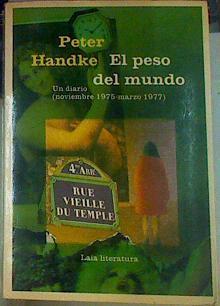 Peter
Handke El peso
del mundo
Un diario
(noviembre 1975-marzo 1977)
4me ARRt
RUE
VIEILLE
DU TEMPLE
Laia literatura